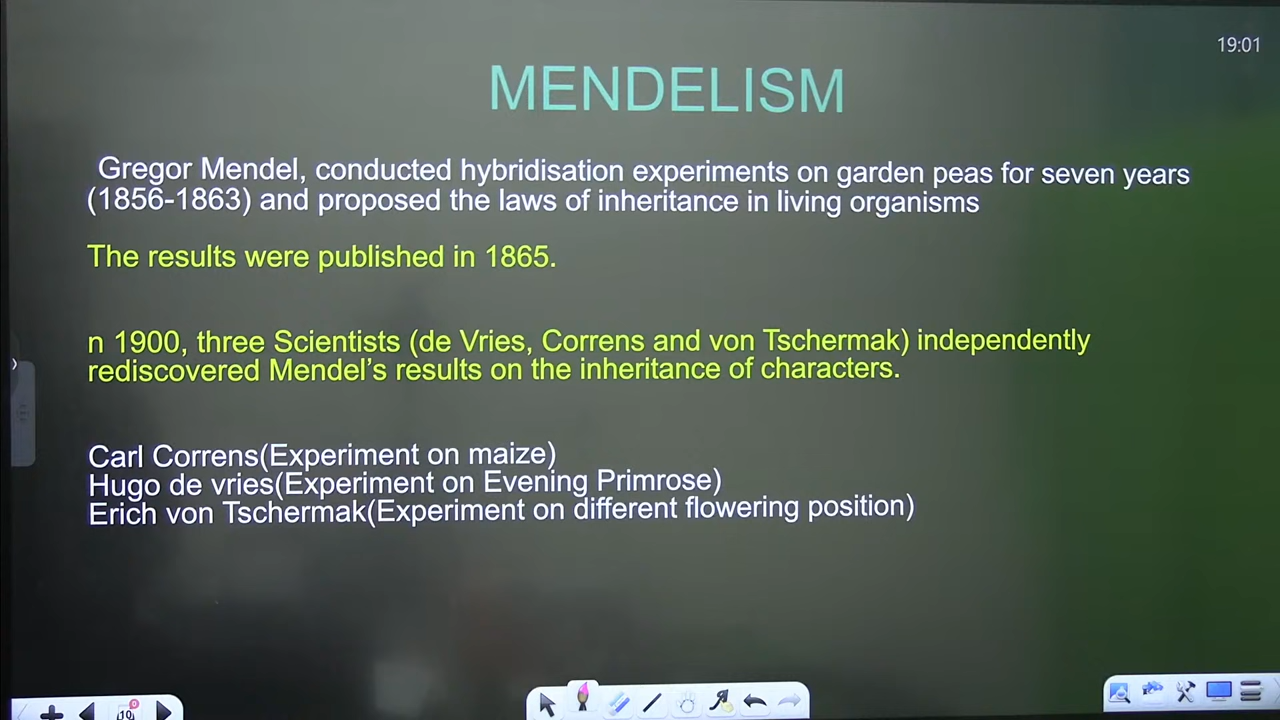 19:01
MENDELISM
Gregor Mendel, conducted hybridisation experiments on garden peas for seven years
(1856-1863) and proposed the laws of inheritance in living organisms
The results were published in 1865.
n 1900, three Scientists (de Vries, Correns and von Tschermak) independently
rediscovered Mendel's results on the inheritance of characters.
Carl Correns(Experiment on maize)
Hugo de vries(Experiment on Evening Primrose)
Erich von Tschermak(Experiment on different flowering position)
10
0